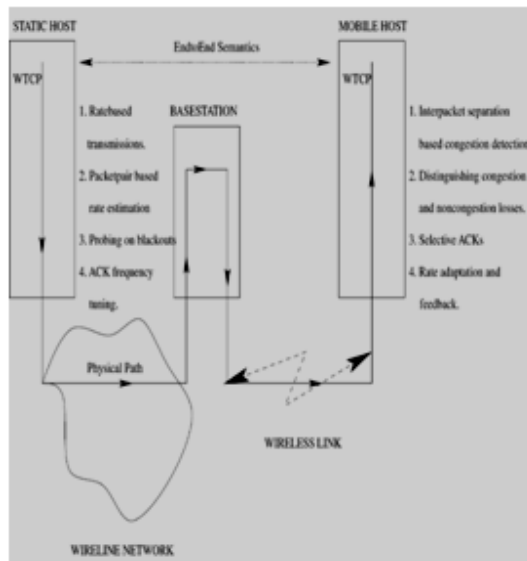 STATIC HOST
MOBILE HOST
EndtoEnd Semantics
WTCP
WTCP
BASESTATION
1. Ratebased
transmissions.
2. Packetpair based
rate estimation
3. Probing on blackouts
4. ACK frequency
tuning.
1. Interpacket separation
based congestion detection
2. Distinguishing congestion
and noncongestion losses.
3. Selective ACKs
4. Rate adaptation and
feedback.
Physical Path
WIRELESS LINK
WIRELINE NETWORK